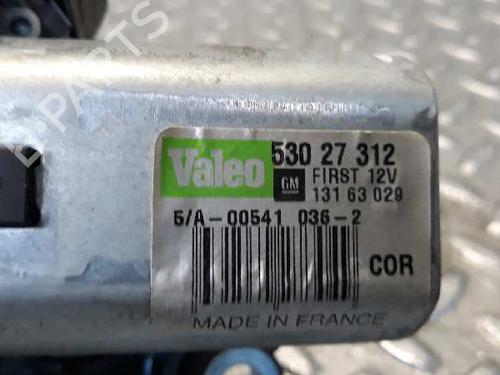 Valeo 530 27 312
GM FIRST 12V
131 63 029
5/A-00541 036-2
COR
MADE IN FRANCE